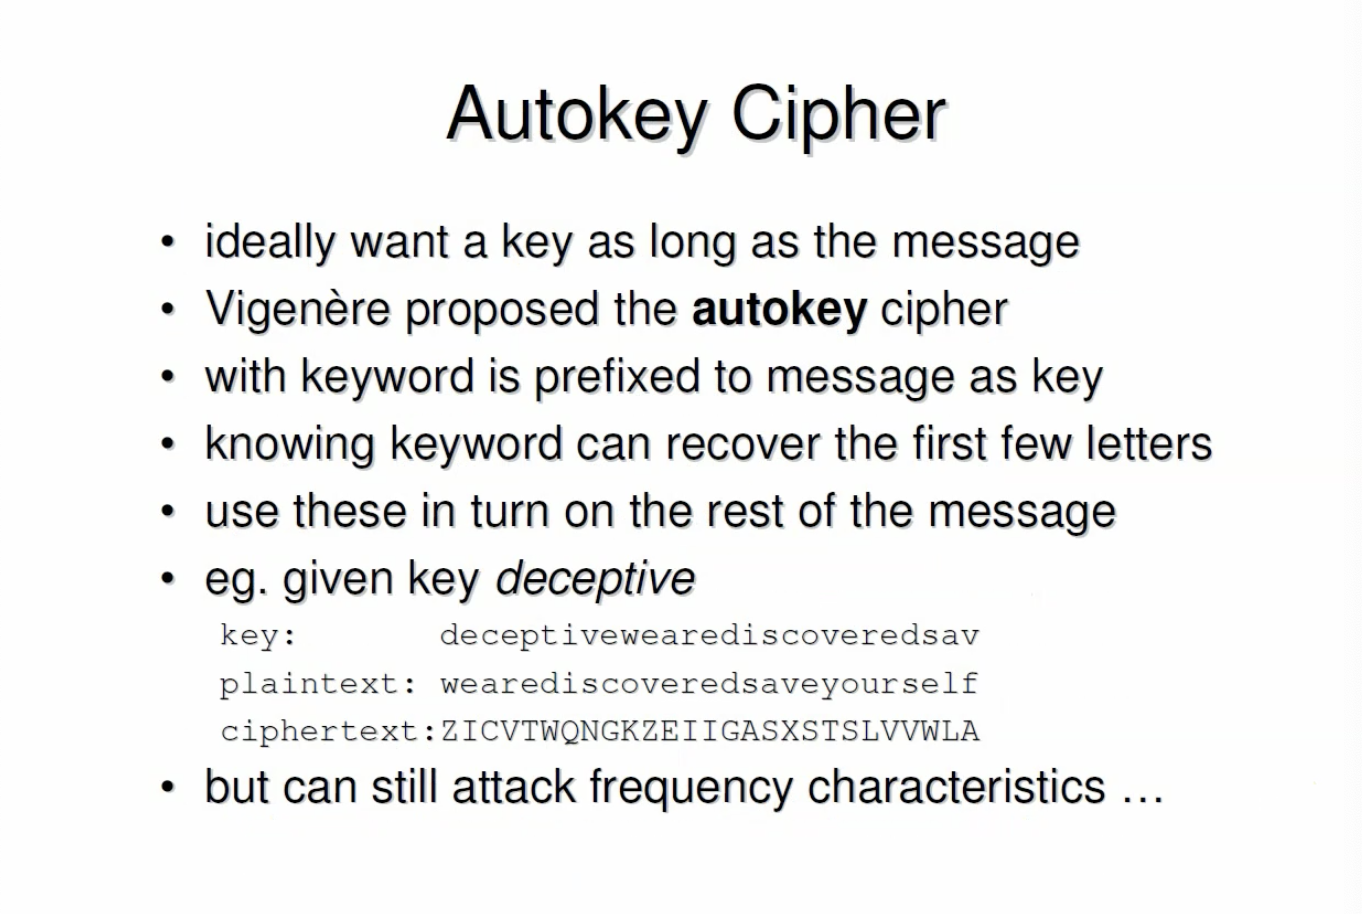 Autokey Cipher
• ideally want a key as long as the message
• Vigenère proposed the autokey cipher
• with keyword is prefixed to message as key
• knowing keyword can recover the first few letters
• use these in turn on the rest of the message
• eg. given key deceptive
key: deceptivewearediscoveredsav
plaintext: wearediscoveredsaveyourself
ciphertext:ZICVTWQNGKZEIIGASXSTSLVVWLA
• but can still attack frequency characteristics …